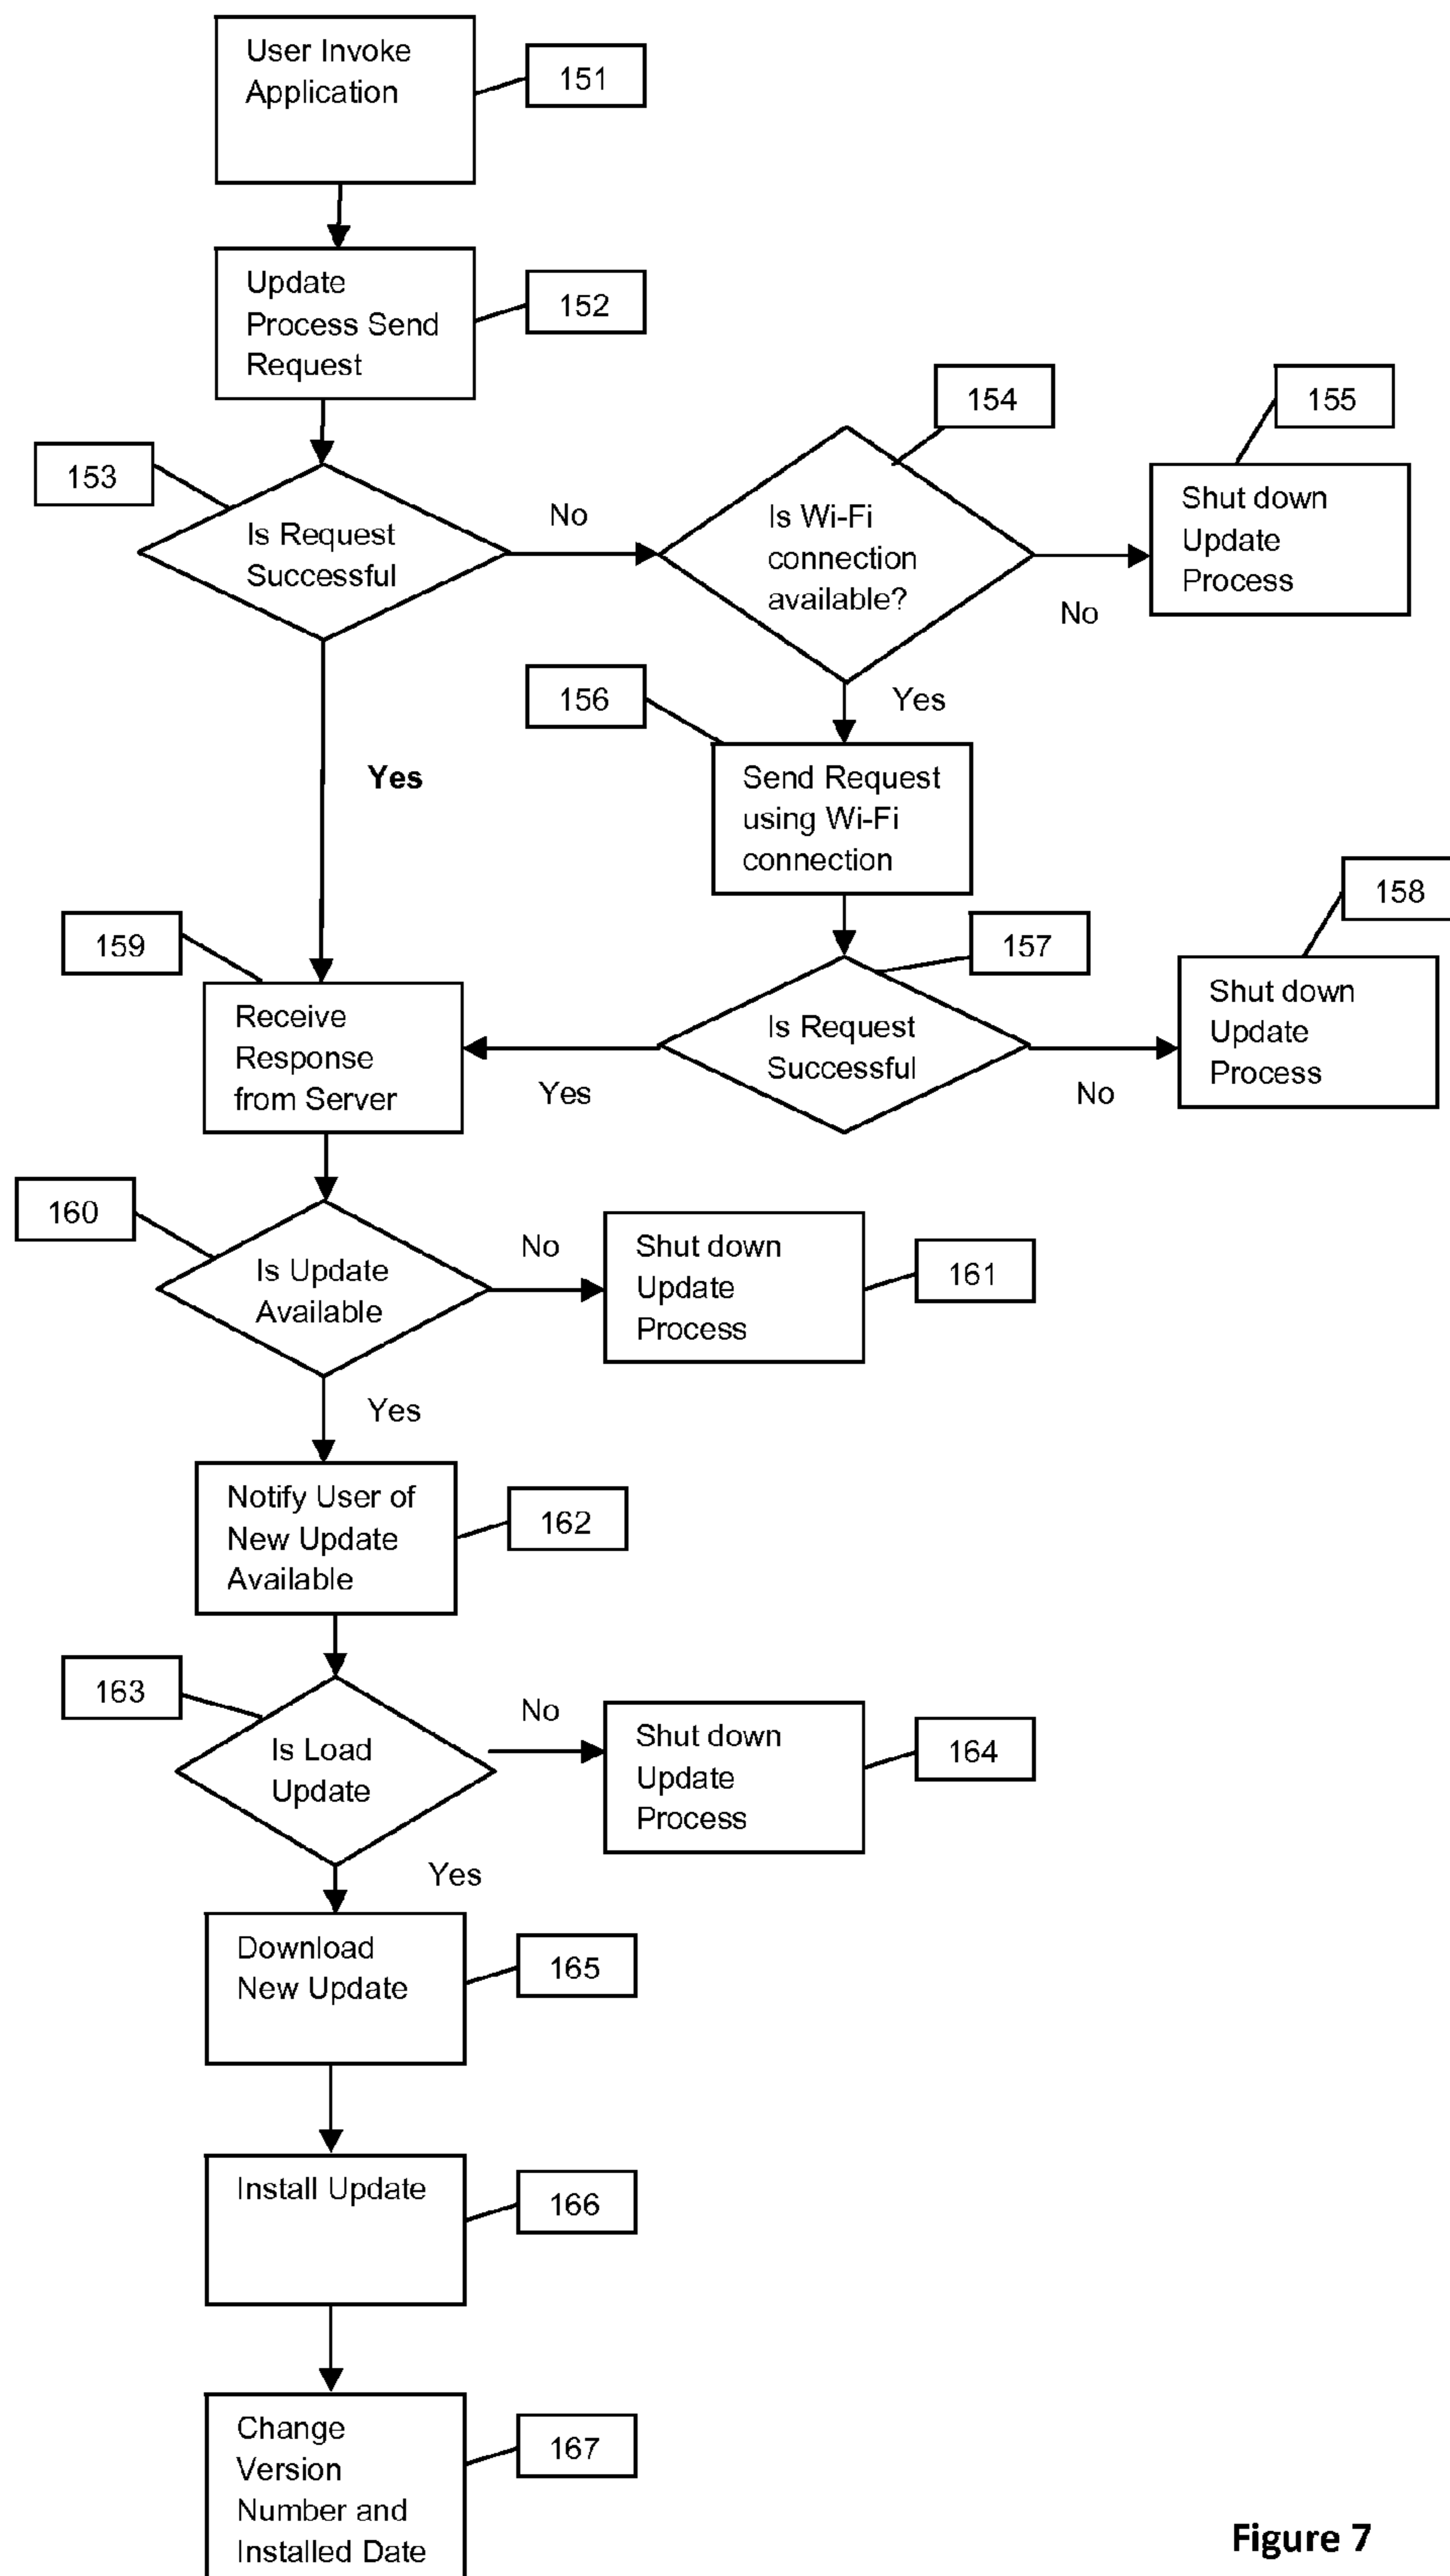 User Invoke
Application
151
Update
Process Send
Request
152
153
Is Request
Successful
No
154
Is Wi-Fi
connection
available?
No
155
Shut down
Update
Process
Yes
156
Send Request
using Wi-Fi
connection
Yes
157
Is Request
Successful
No
158
Shut down
Update
Process
Yes
159
Receive
Response
from Server
160
Is Update
Available
No
Shut down
Update
Process
161
Yes
Notify User of
New Update
Available
162
163
Is Load
Update
No
Shut down
Update
Process
164
Yes
Download
New Update
165
Install Update
166
Change
Version
Number and
Installed Date
167
Figure 7